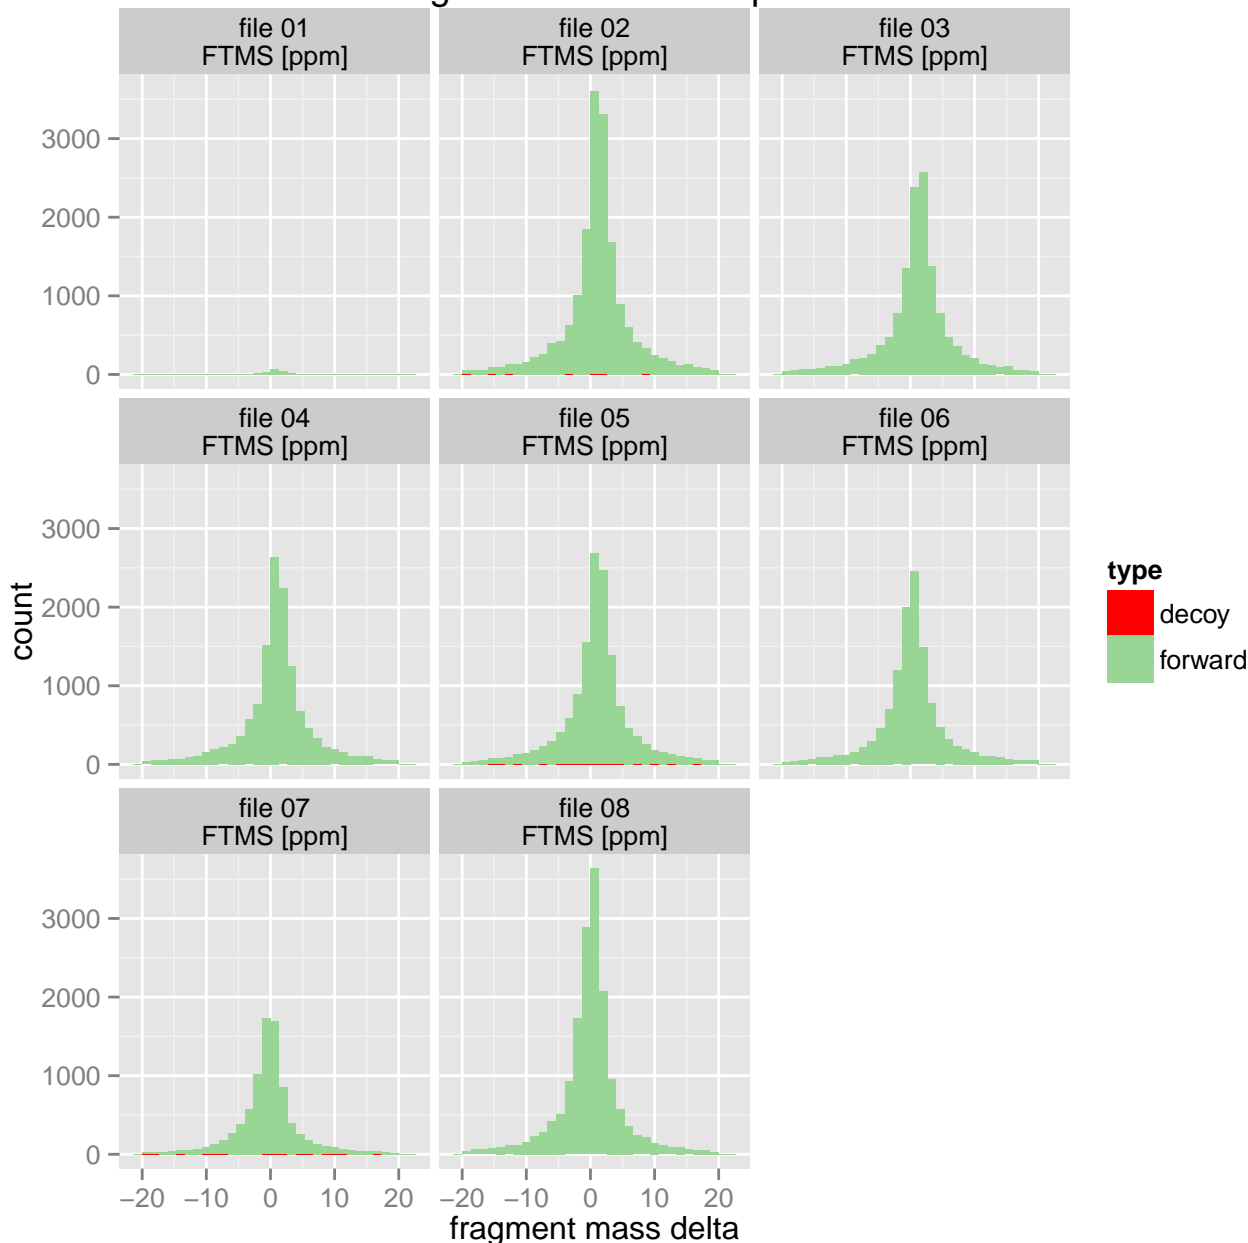 file 01
FTMS [ppm]
file 02
FTMS [ppm]
file 03
FTMS [ppm]
3000
2000
1000
0
file 04
FTMS [ppm]
file 05
FTMS [ppm]
file 06
FTMS [ppm]
3000
2000
1000
0
count
type
decoy
forward
file 07
FTMS [ppm]
file 08
FTMS [ppm]
3000
2000
1000
0
−20 −10 0 10 20
−20 −10 0 10 20
fragment mass delta